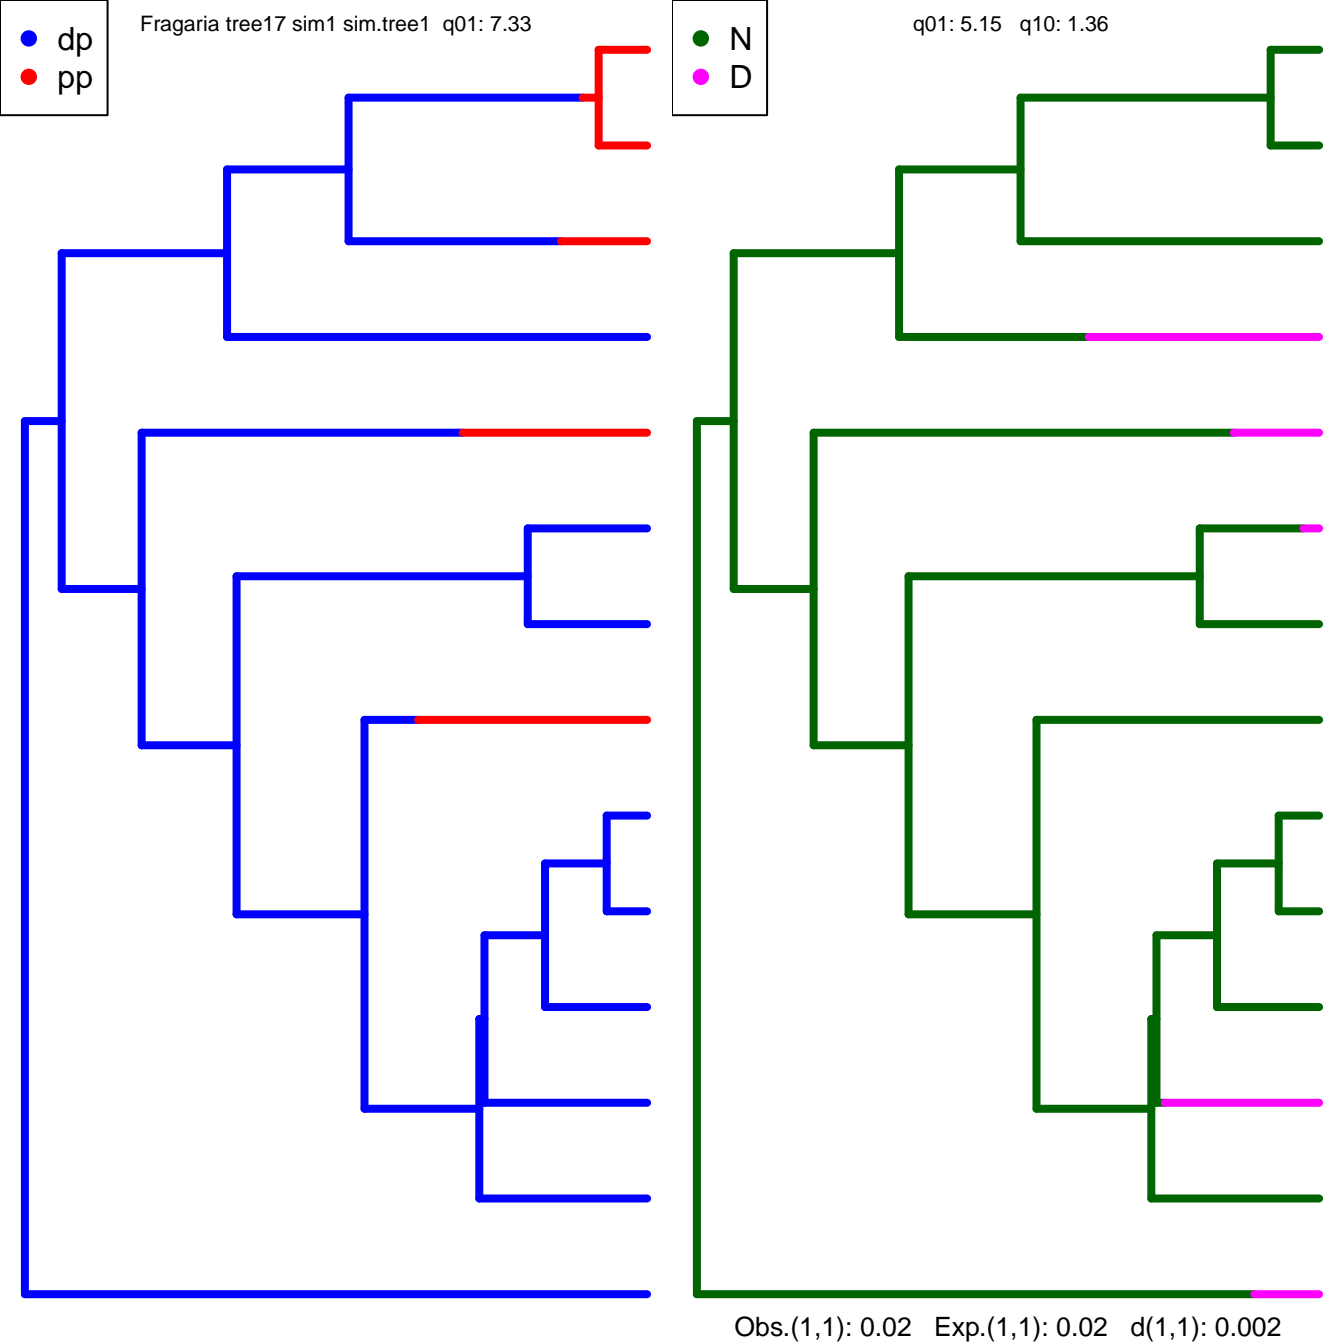 Fragaria tree17 sim1 sim.tree1  q01: 7.33
dp
pp
q01: 5.15   q10: 1.36
N
D
Obs.(1,1): 0.02   Exp.(1,1): 0.02   d(1,1): 0.002